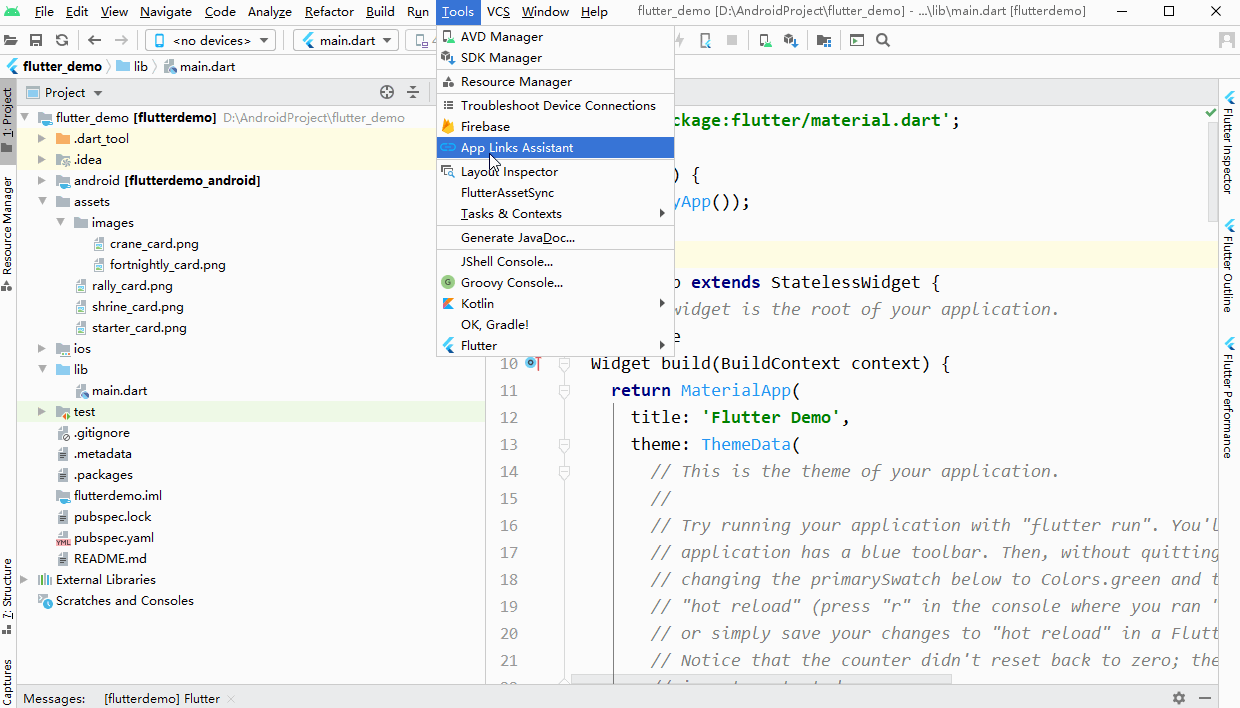 File Edit View Navigate Code Analyze Refactor Build Run Tools VCS Window Help flutter_demo [D:\AndroidProject\flutter_demo] - ...\lib\main.dart [flutterdemo]
<no devices> main.dart
flutter_demo lib main.dart
Project
flutter_demo [flutterdemo] D:\AndroidProject\flutter_demo
.dart_tool
.idea
android [flutterdemo_android]
assets
images
crane_card.png
fortnightly_card.png
rally_card.png
shrine_card.png
starter_card.png
ios
lib
main.dart
test
.gitignore
.metadata
.packages
flutterdemo.iml
pubspec.lock
pubspec.yaml
README.md
External Libraries
Scratches and Consoles
1: Project
Resource Manager
7: Structure
Captures
AVD Manager
SDK Manager
Resource Manager
Troubleshoot Device Connections
Firebase
App Links Assistant
Layout Inspector
FlutterAssetSync
Tasks & Contexts
Generate JavaDoc...
JShell Console...
G Groovy Console...
Kotlin
OK, Gradle!
Flutter
ckage:flutter/material.dart';
) {
yApp());
extends StatelessWidget {
widget is the root of your application.
10 Widget build(BuildContext context) {
11 return MaterialApp(
12 title: 'Flutter Demo',
13 theme: ThemeData(
14 // This is the theme of your application.
15 //
16 // Try running your application with "flutter run". You'l
17 // application has a blue toolbar. Then, without quitting
18 // changing the primarySwatch below to Colors.green and t
19 // "hot reload" (press "r" in the console where you ran '
20 // or simply save your changes to "hot reload" in a Flutt
21 // Notice that the counter didn't reset back to zero; the
Flutter Inspector
Flutter Outline
Flutter Performance
Messages: [flutterdemo] Flutter